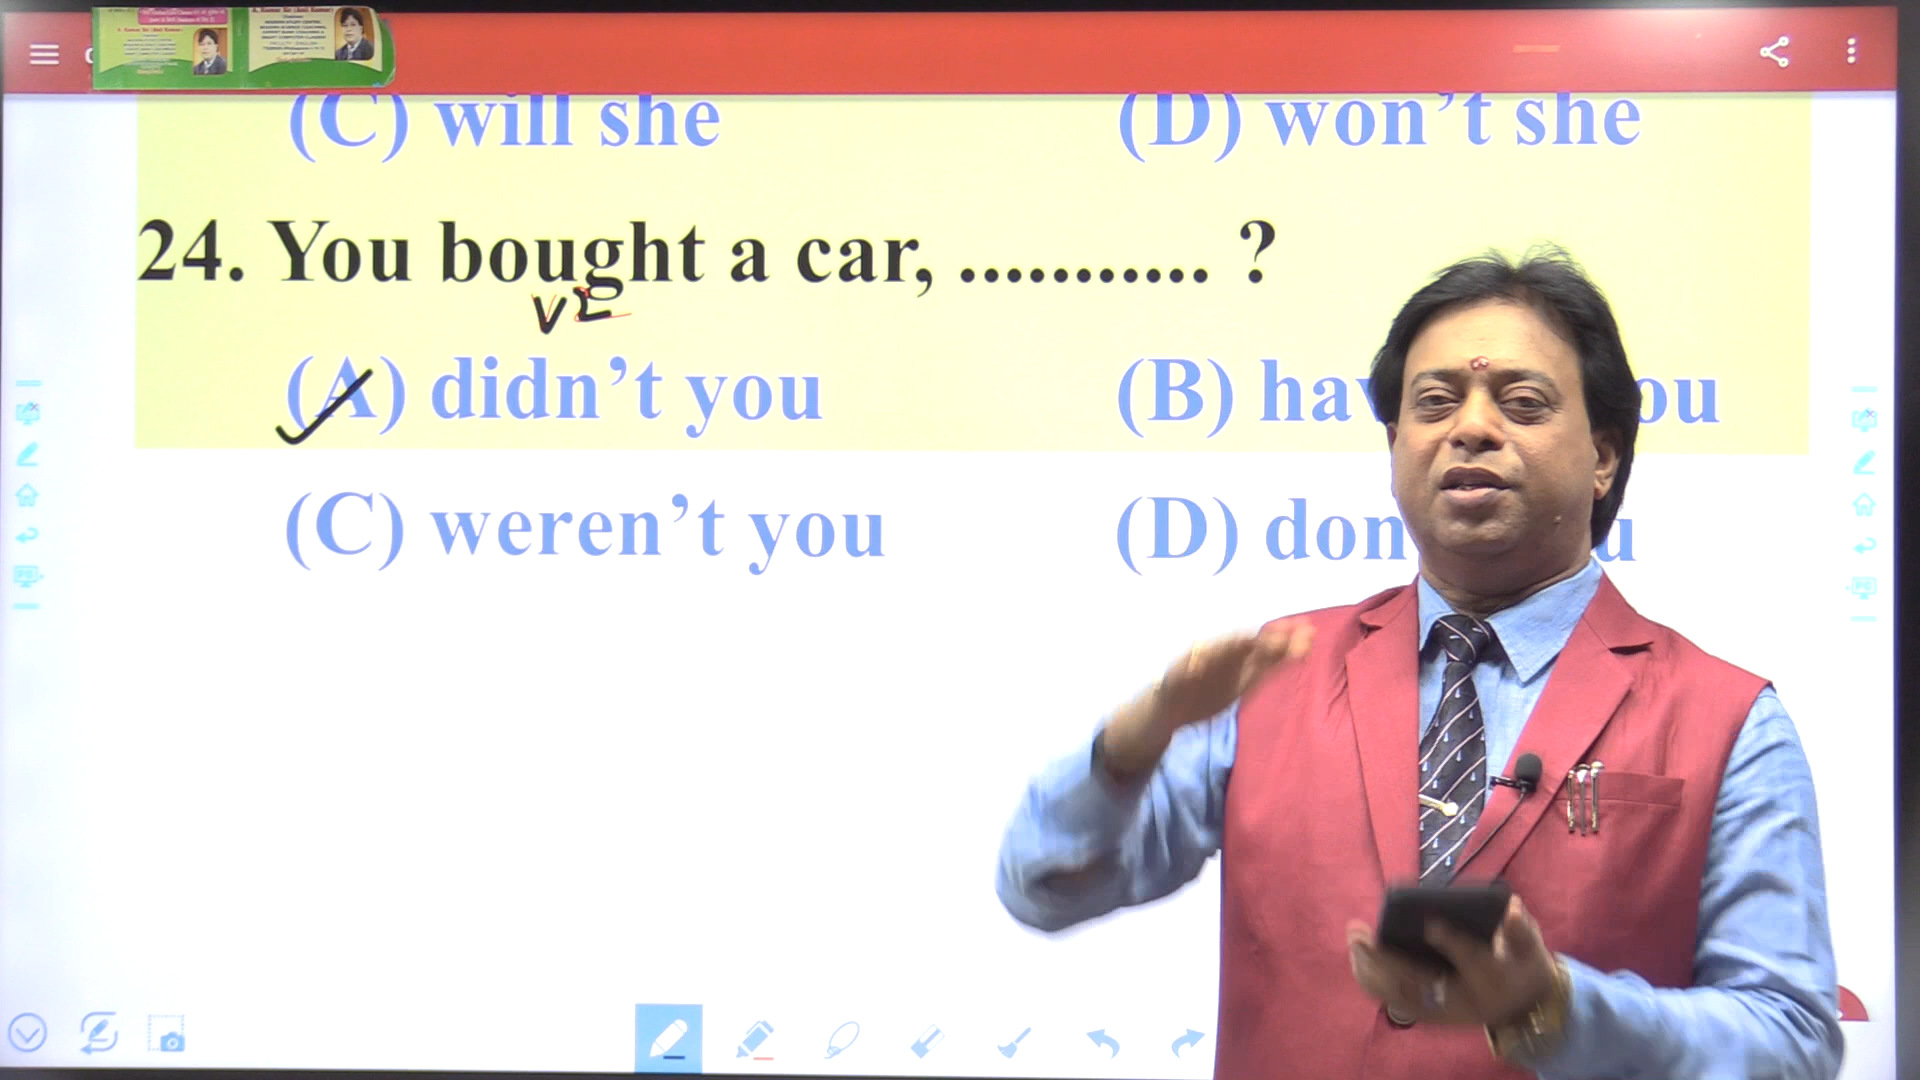 (C) will she (D) won’t she
24. You bought a car, ........... ?
V2
(A) didn’t you (B) hav ou
(C) weren’t you (D) don u